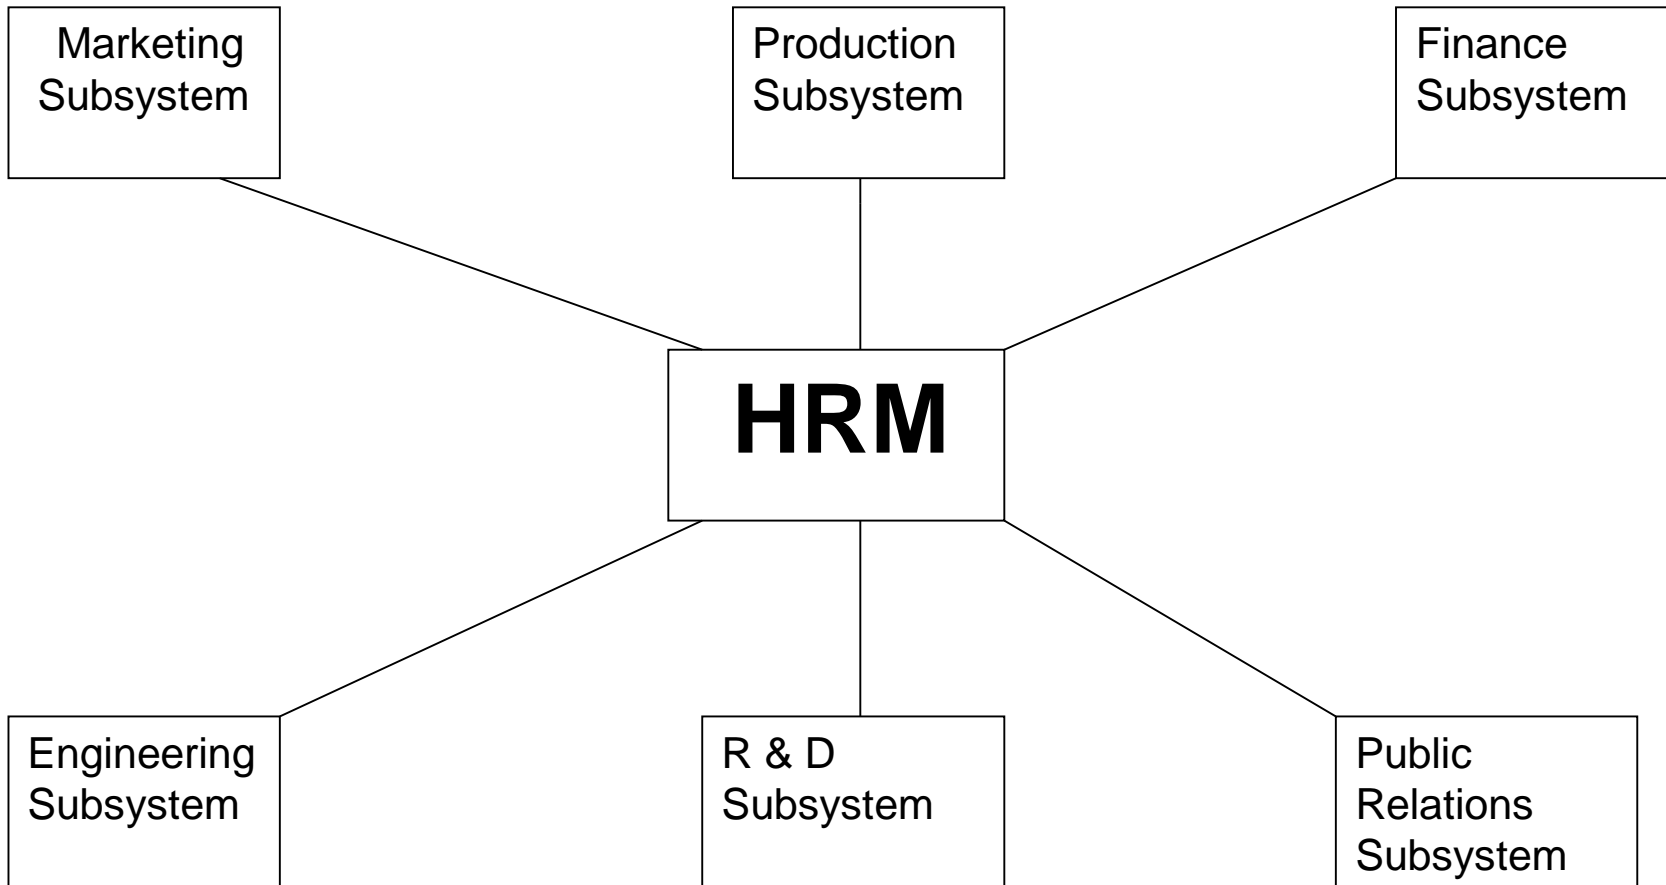 Marketing
Subsystem
Production
Subsystem
Finance
Subsystem
HRM
Engineering
Subsystem
R & D
Subsystem
Public
Relations
Subsystem